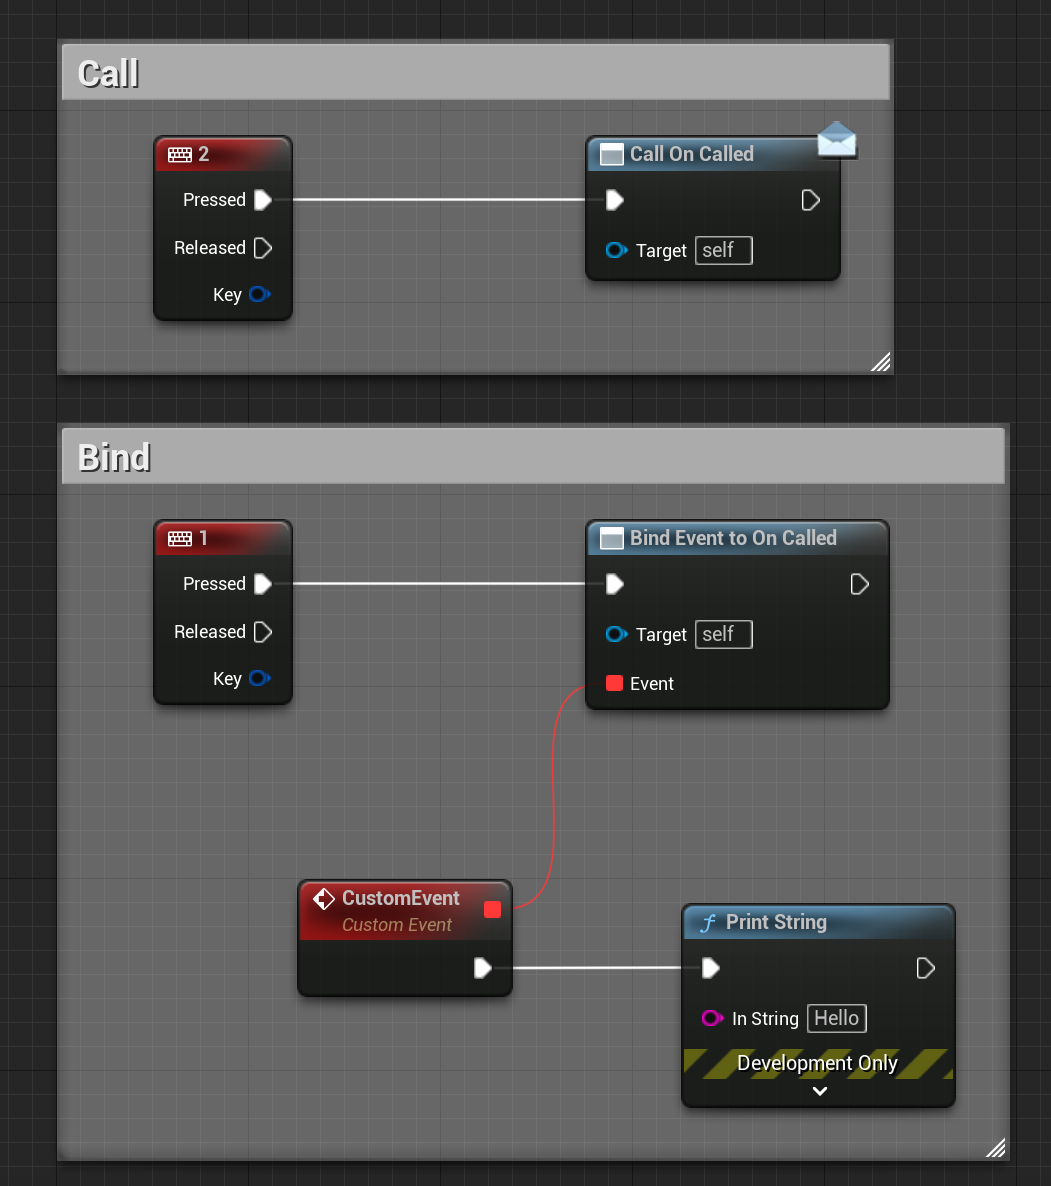 Call
2
Pressed
Released
Key
Call On Called
Target self
Bind
1
Pressed
Released
Key
Bind Event to On Called
Target self
Event
CustomEvent
Custom Event
Print String
In String Hello
Development Only